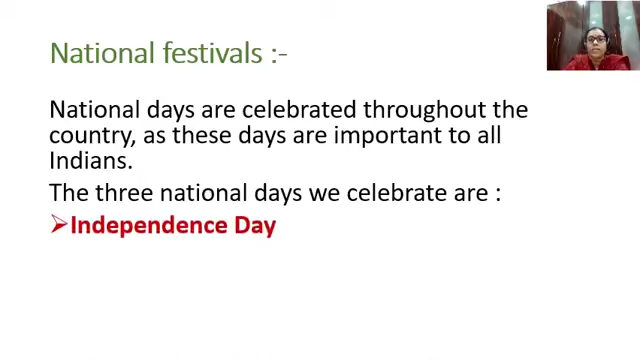 National festivals :-
National days are celebrated throughout the
country, as these days are important to all
Indians.
The three national days we celebrate are :
➢Independence Day